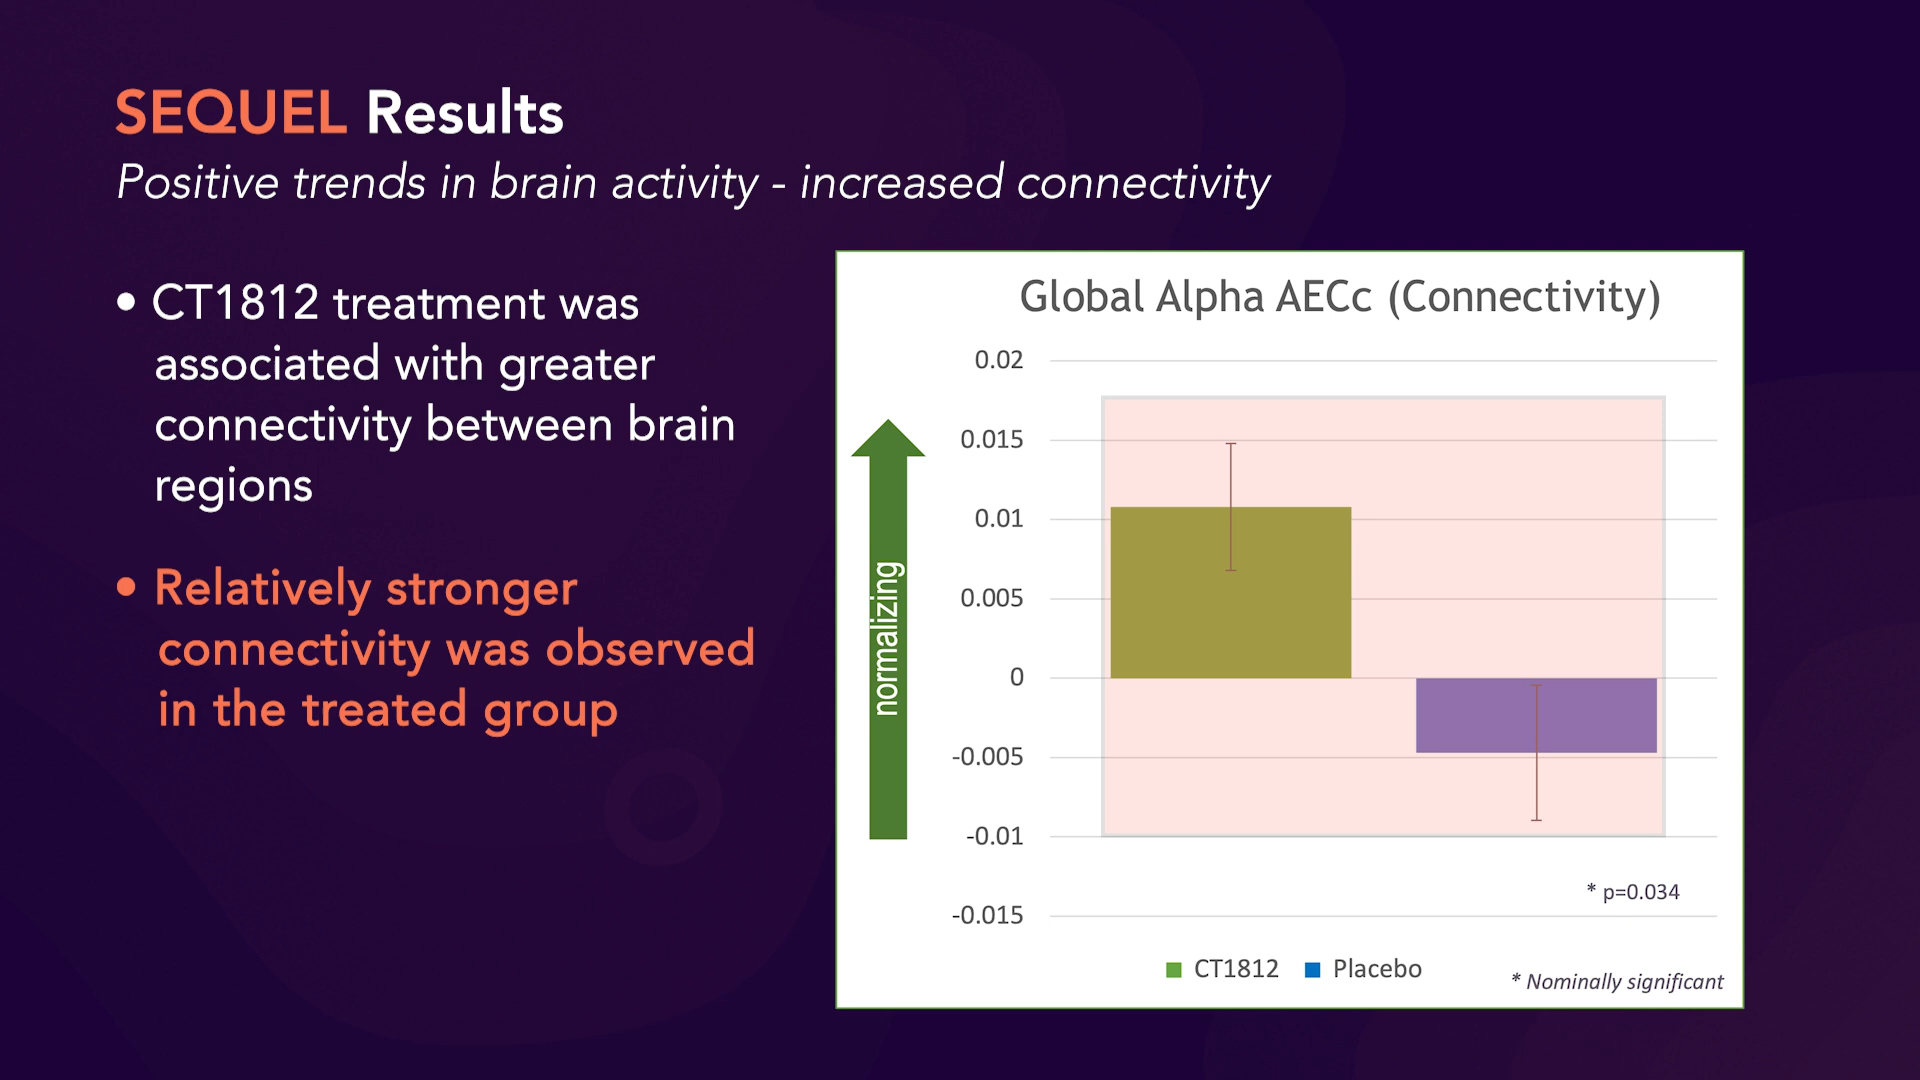 SEQUEL Results
Positive trends in brain activity - increased connectivity
• CT1812 treatment was
associated with greater
connectivity between brain
regions
• Relatively stronger
connectivity was observed
in the treated group
Global Alpha AECc (Connectivity)
0.02
0.015
0.01
0.005
0
-0.005
-0.01
-0.015
normalizing
* p=0.034
CT1812 Placebo
* Nominally significant